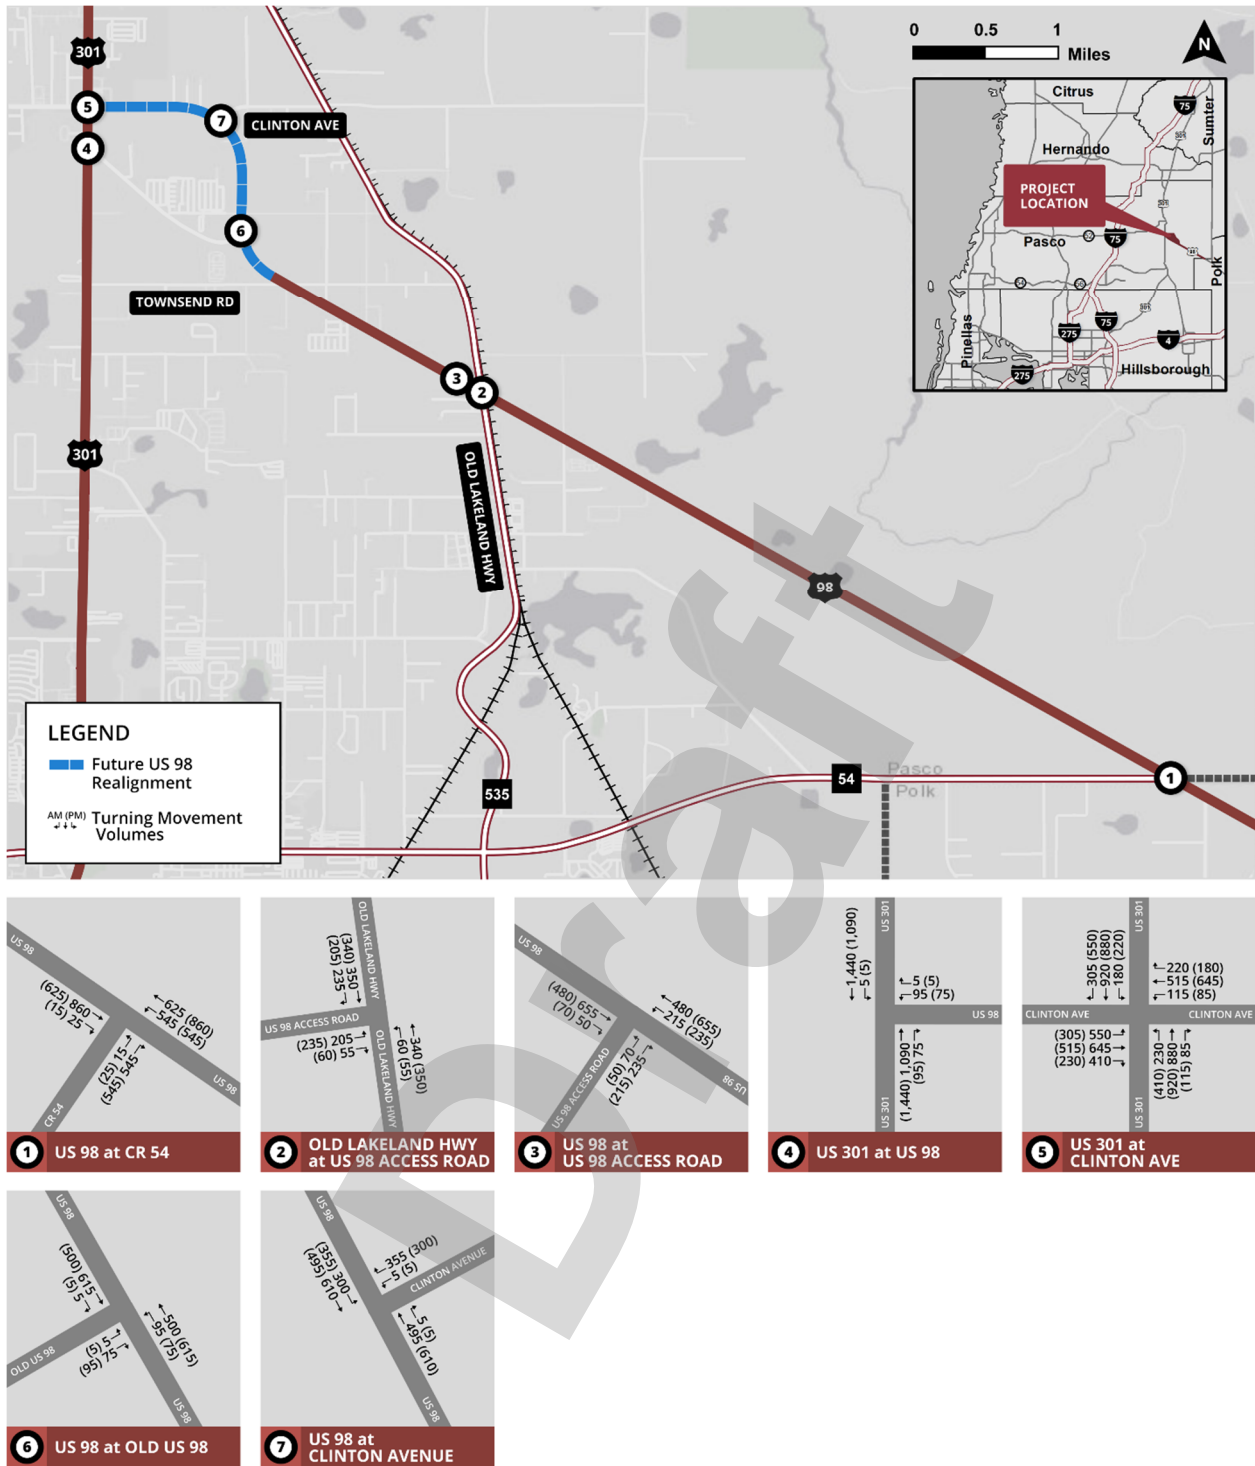 301
5
4
7
CLINTON AVE
6
TOWNSEND RD
3
2
301
OLD LAKELAND HWY
98
535
54
Pasco
Polk
1
0 0.5 1
Miles
N
Citrus
75
Sumter
Hernando
PROJECT
LOCATION
Pasco
52
75
98
54
56
Polk
Pinellas
275
75
4
275
Hillsborough
LEGEND
Future US 98
Realignment
AM (PM)
Turning Movement
Volumes
Draft
US 98
(625) 860
(15) 25
625 (860)
545 (545)
(25) 15
(545) 545
CR 54
US 98
1 US 98 at CR 54
OLD LAKELAND HWY
(340) 350
(205) 235
US 98 ACCESS ROAD
(235) 205
(60) 55
340 (350)
60 (55)
OLD LAKELAND HWY
2 OLD LAKELAND HWY
at US 98 ACCESS ROAD
US 98
(480) 655
(70) 50
480 (655)
215 (235)
(50) 70
(215) 235
US 98 ACCESS ROAD
US 98
3 US 98 at
US 98 ACCESS ROAD
US 301
1,440 (1,090)
5 (5)
5 (5)
95 (75)
US 98
(1,440) 1,090
(95) 75
US 301
4 US 301 at US 98
US 301
305 (550)
920 (880)
180 (220)
220 (180)
515 (645)
115 (85)
CLINTON AVE
CLINTON AVE
(305) 550
(515) 645
(230) 410
(410) 230
(920) 880
(115) 85
US 301
5 US 301 at
CLINTON AVE
US 98
(500) 615
(5) 5
500 (615)
95 (75)
(5) 5
(95) 75
OLD US 98
US 98
6 US 98 at OLD US 98
US 98
(355) 300
(495) 610
355 (300)
5 (5)
CLINTON AVENUE
5 (5)
495 (610)
US 98
7 US 98 at
CLINTON AVENUE